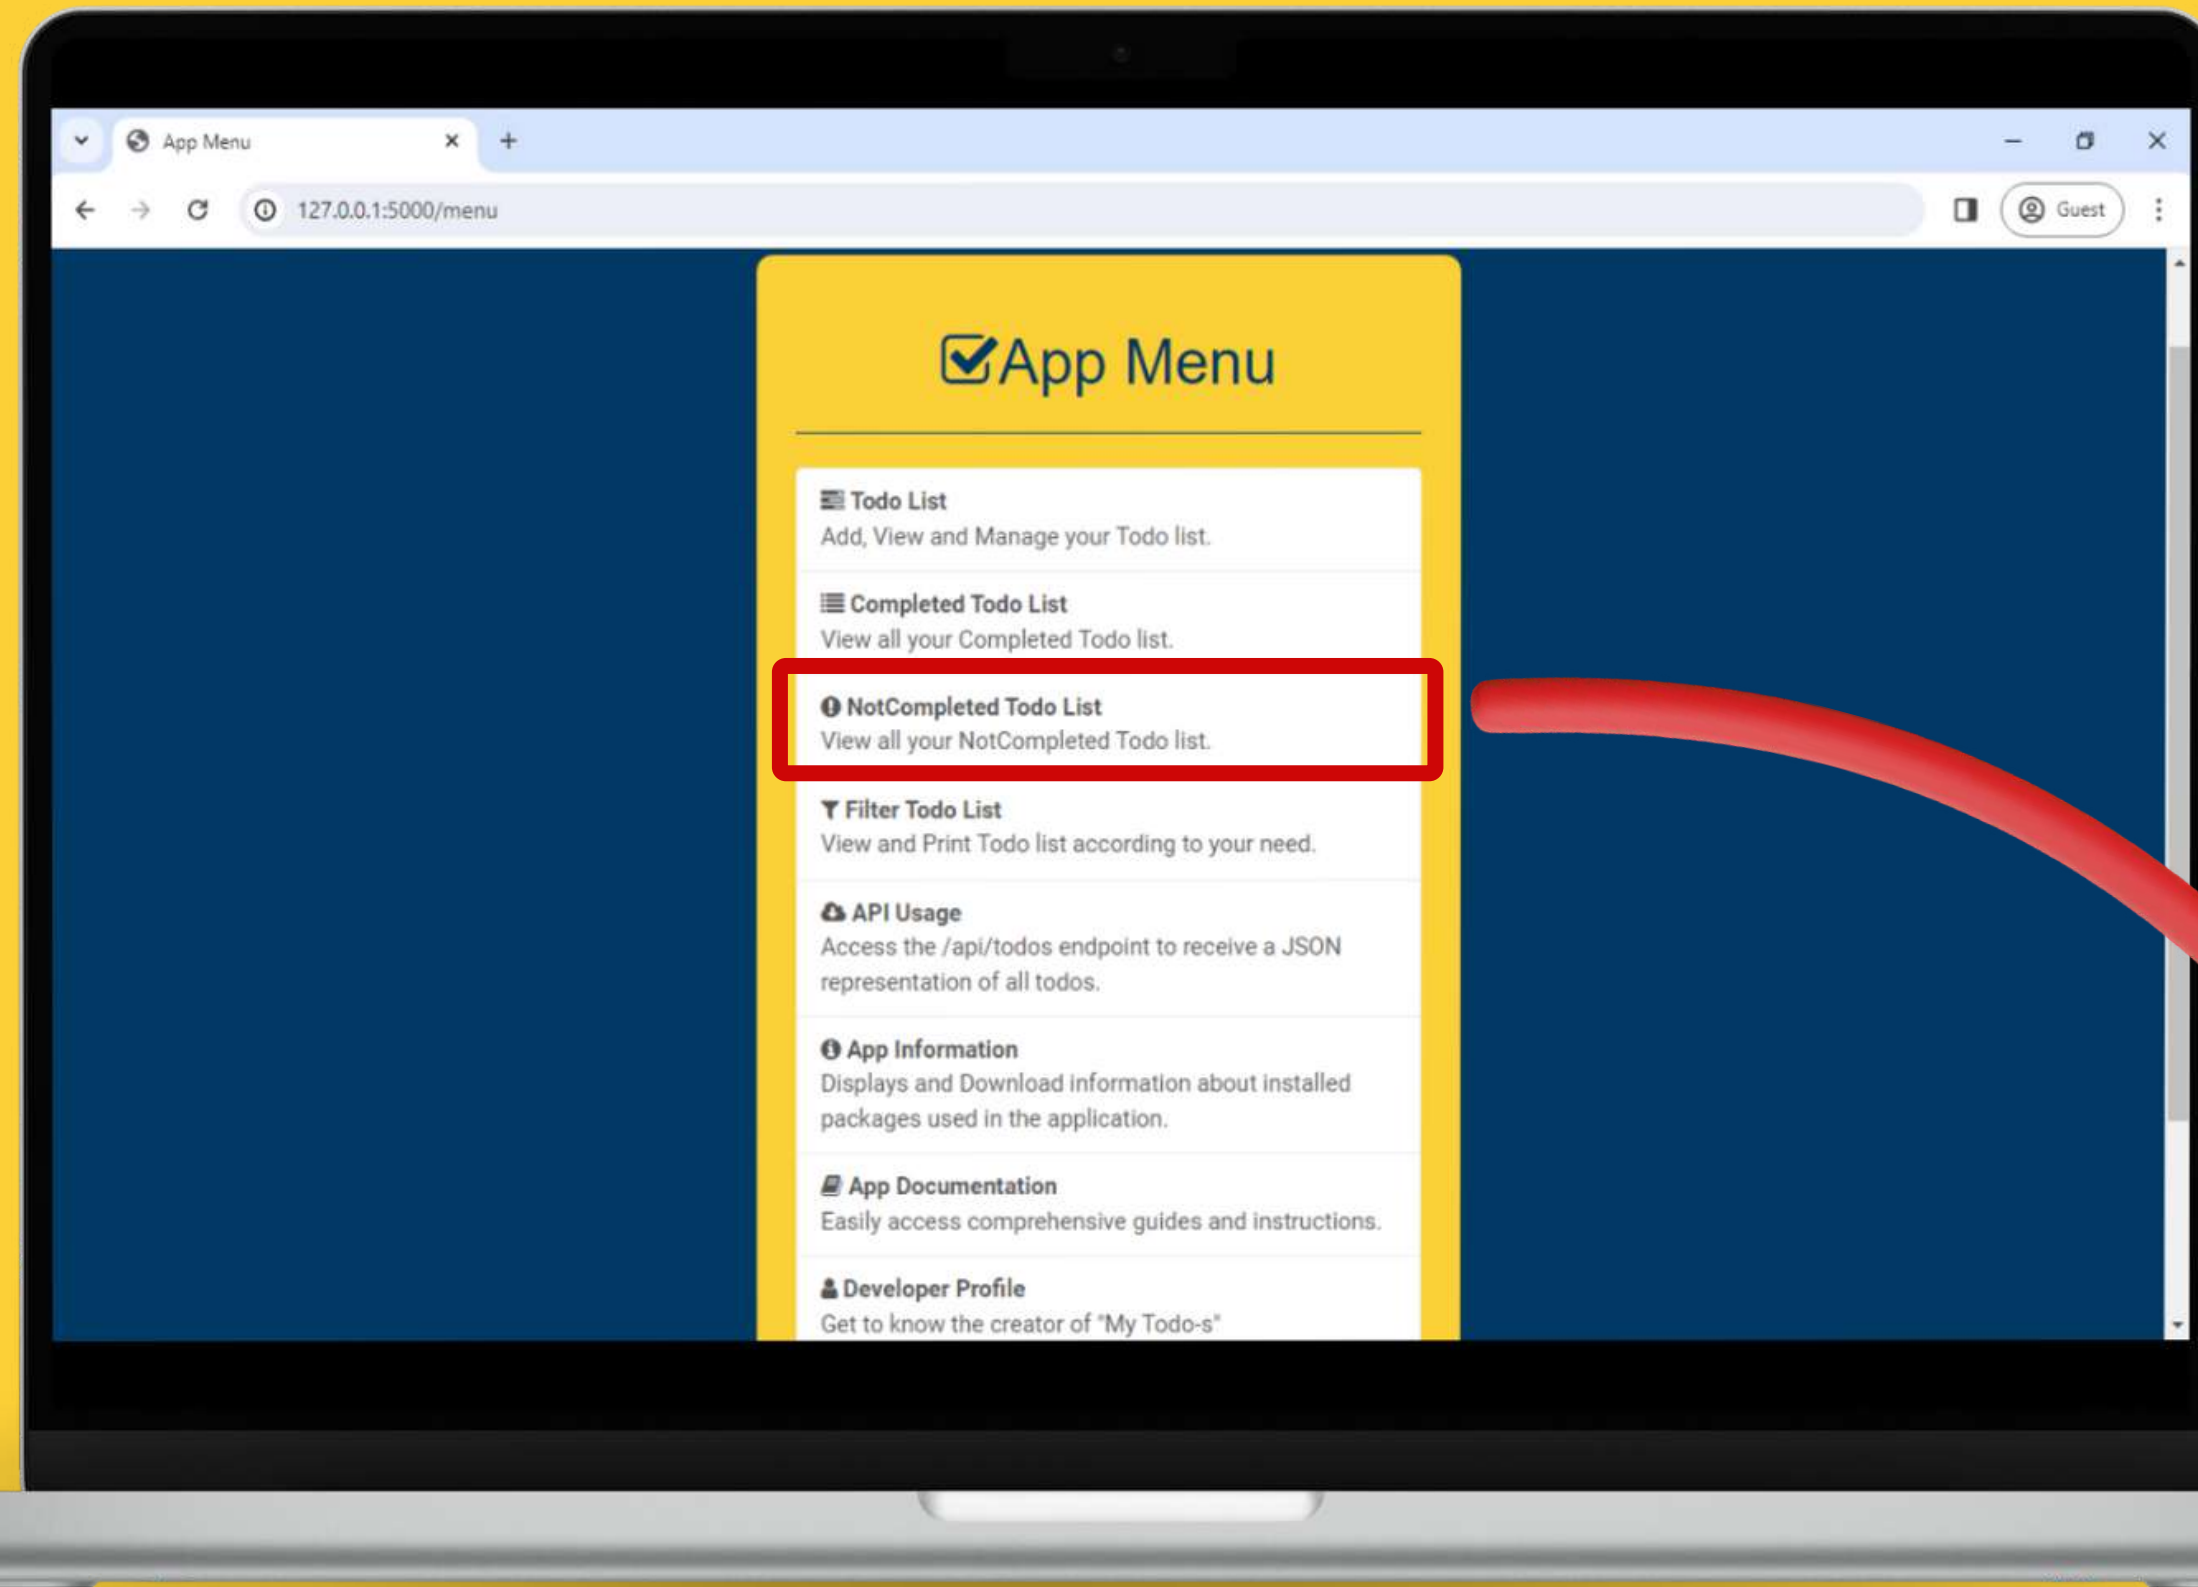 App Menu
127.0.0.1:5000/menu
Guest
App Menu
Todo List
Add, View and Manage your Todo list.
Completed Todo List
View all your Completed Todo list.
NotCompleted Todo List
View all your NotCompleted Todo list.
Filter Todo List
View and Print Todo list according to your need.
API Usage
Access the /api/todos endpoint to receive a JSON
representation of all todos.
App Information
Displays and Download information about installed
packages used in the application.
App Documentation
Easily access comprehensive guides and instructions.
Developer Profile
Get to know the creator of "My Todo-s"